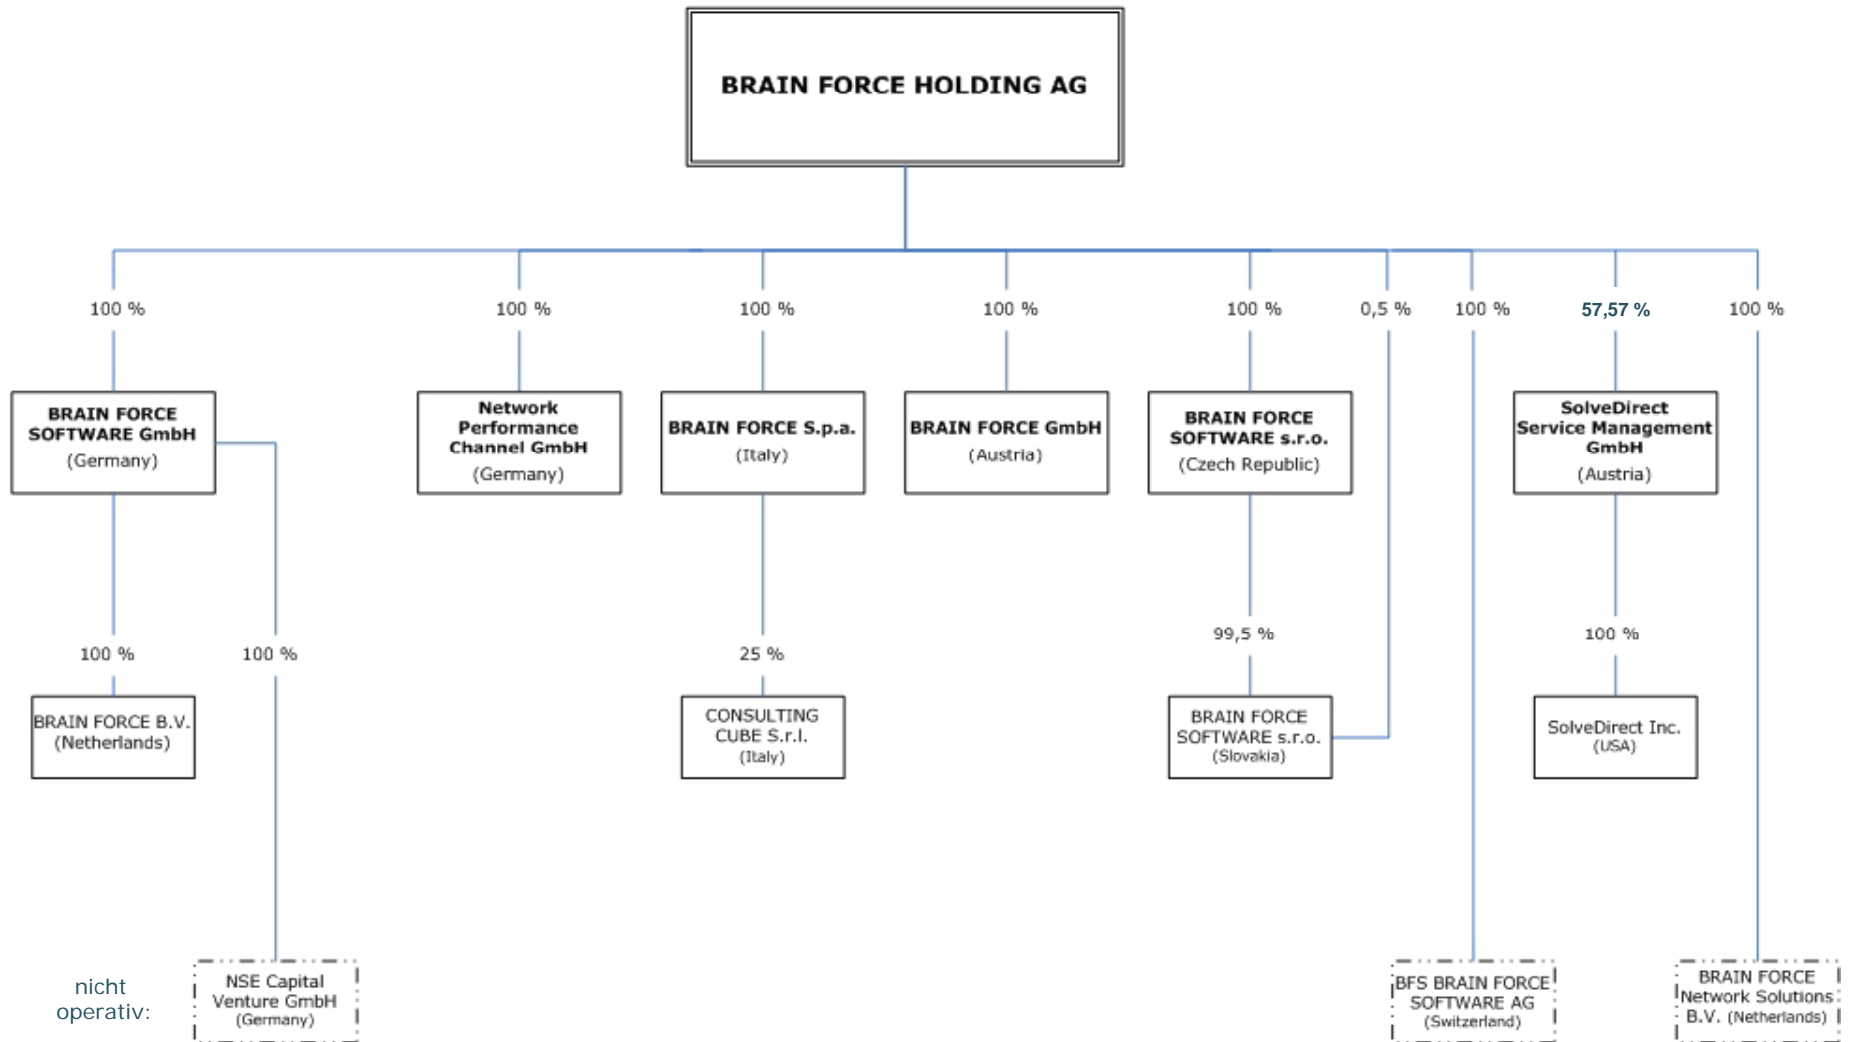 BRAIN FORCE HOLDING AG
100 %
100 %
100 %
100 %
100 %
0,5 %
100 %
57,57 %
100 %
BRAIN FORCE
SOFTWARE GmbH
(Germany)
Network
Performance
Channel GmbH
(Germany)
BRAIN FORCE S.p.a.
(Italy)
BRAIN FORCE GmbH
(Austria)
BRAIN FORCE
SOFTWARE s.r.o.
(Czech Republic)
SolveDirect
Service Management
GmbH
(Austria)
100 %
100 %
25 %
99,5 %
100 %
BRAIN FORCE B.V.
(Netherlands)
CONSULTING
CUBE S.r.l.
(Italy)
BRAIN FORCE
SOFTWARE s.r.o.
(Slovakia)
SolveDirect Inc.
(USA)
nicht
operativ:
NSE Capital
Venture GmbH
(Germany)
BFS BRAIN FORCE
SOFTWARE AG
(Switzerland)
BRAIN FORCE
Network Solutions
B.V. (Netherlands)